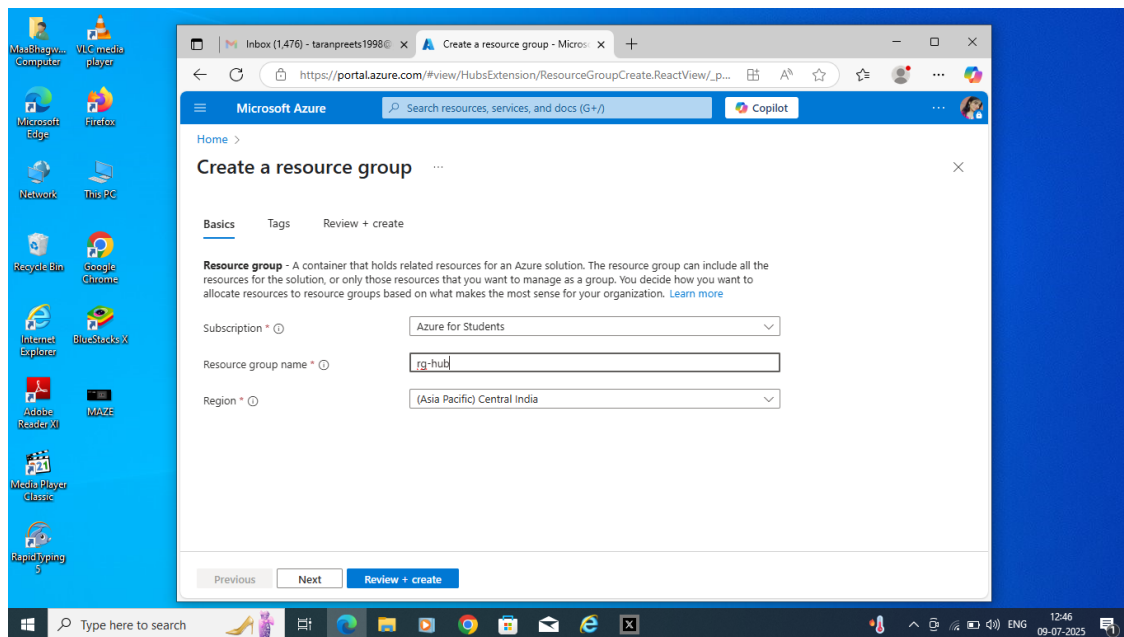 MaaBhagw...
Computer
VLC media
player
Microsoft
Edge
Firefox
Network
This PC
Recycle Bin
Google
Chrome
Internet
Explorer
BlueStacks X
Adobe
Reader XI
MAZE
Media Player
Classic
RapidTyping
5
Inbox (1,476) - taranpreets1998@
Create a resource group - Micros
https://portal.azure.com/#view/HubsExtension/ResourceGroupCreate.ReactView/_p...
Microsoft Azure
Search resources, services, and docs (G+/)
Copilot
Home >
Create a resource group
Basics
Tags
Review + create
Resource group - A container that holds related resources for an Azure solution. The resource group can include all the
resources for the solution, or only those resources that you want to manage as a group. You decide how you want to
allocate resources to resource groups based on what makes the most sense for your organization. Learn more
Subscription *
Azure for Students
Resource group name *
rg-hub
Region *
(Asia Pacific) Central India
Previous
Next
Review + create
Type here to search
ENG
12:46
09-07-2025
1